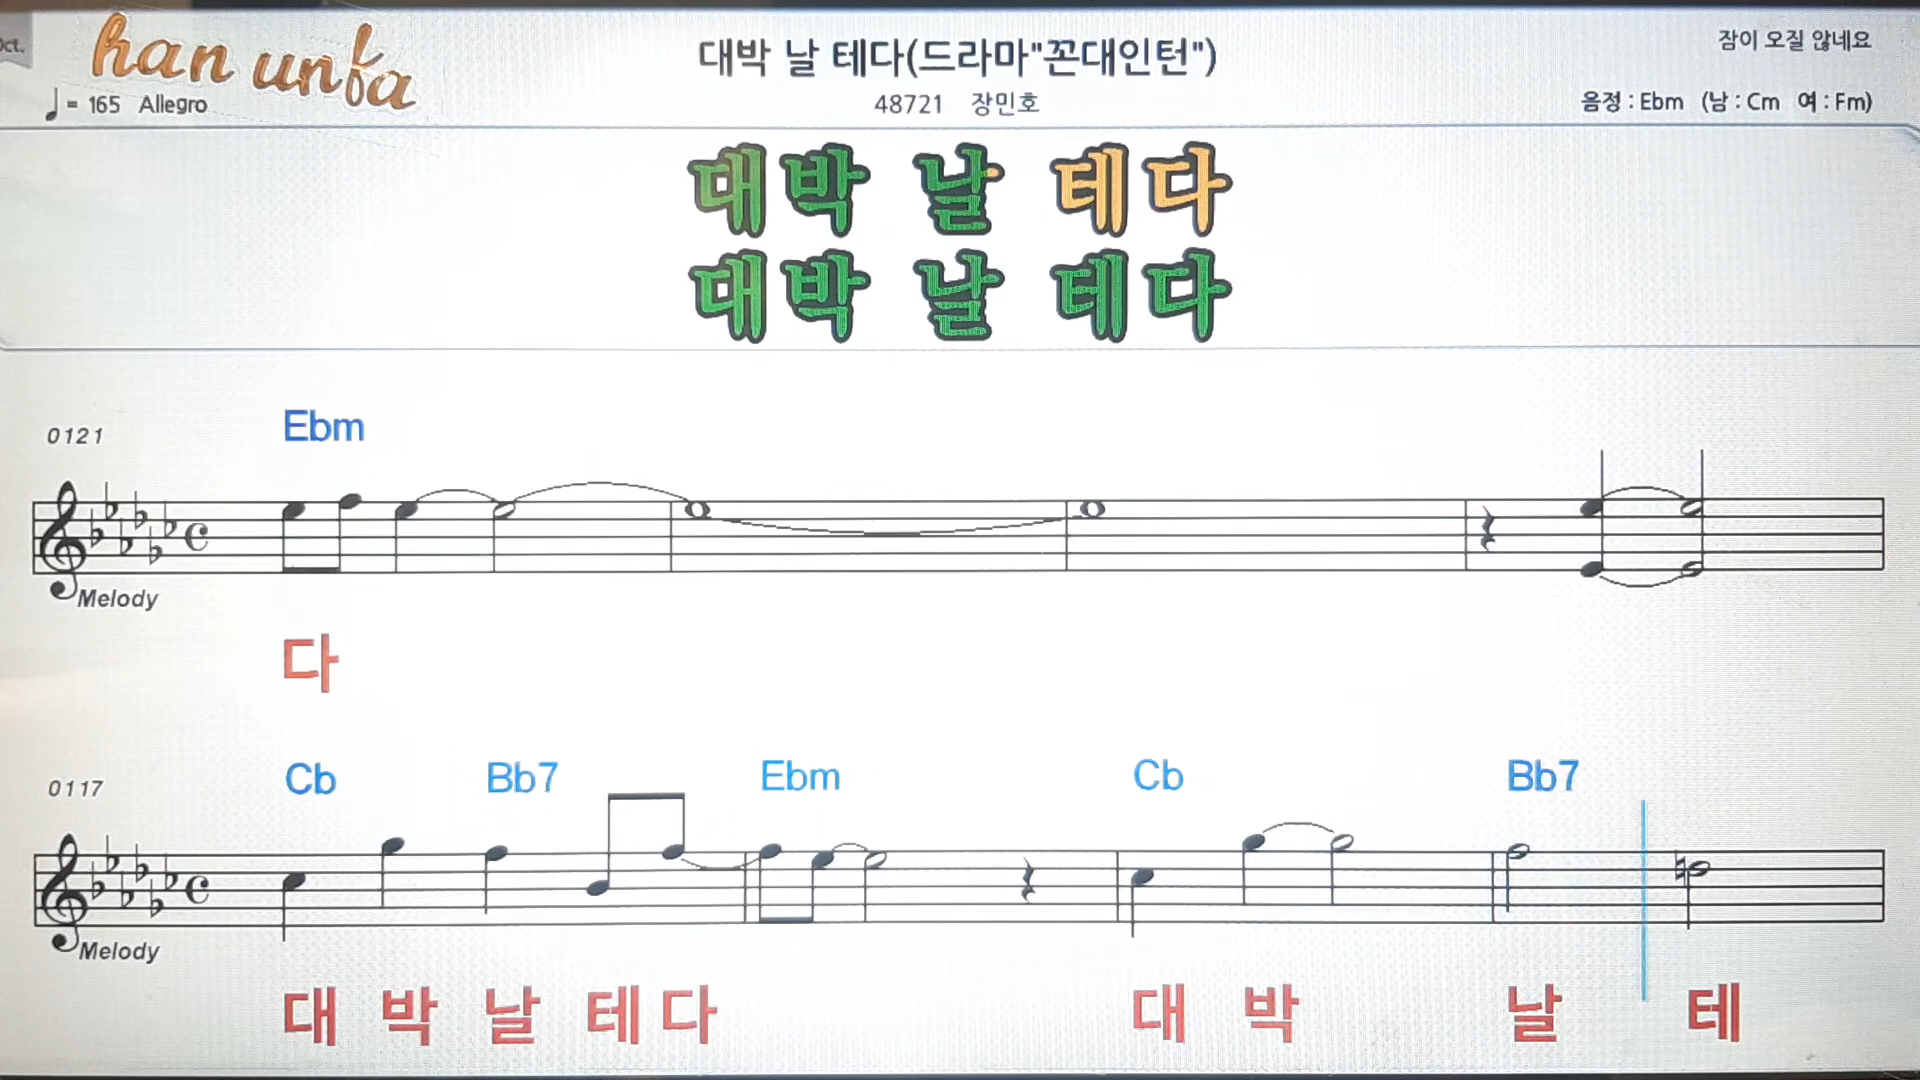 Oct.
han unfa
대박 날 테다(드라마"꼰대인턴")
잠이 오질 않네요
♩= 165 Allegro
48721 장민호
음정 : Ebm (남 : Cm 여 : Fm)
대박 날 테다
대박 날 테다
0121
Ebm
Melody
다
0117
Cb Bb7 Ebm Cb Bb7
Melody
대 박 날 테 다 대 박 날 테